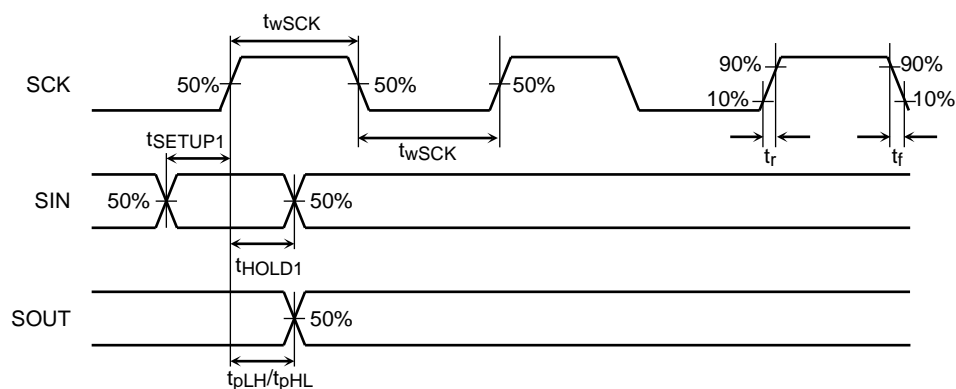 twSCK
SCK
50%
50%
50%
90%
90%
10%
10%
tSETUP1
twSCK
tr
tf
SIN
50%
50%
tHOLD1
SOUT
50%
tpLH/tpHL